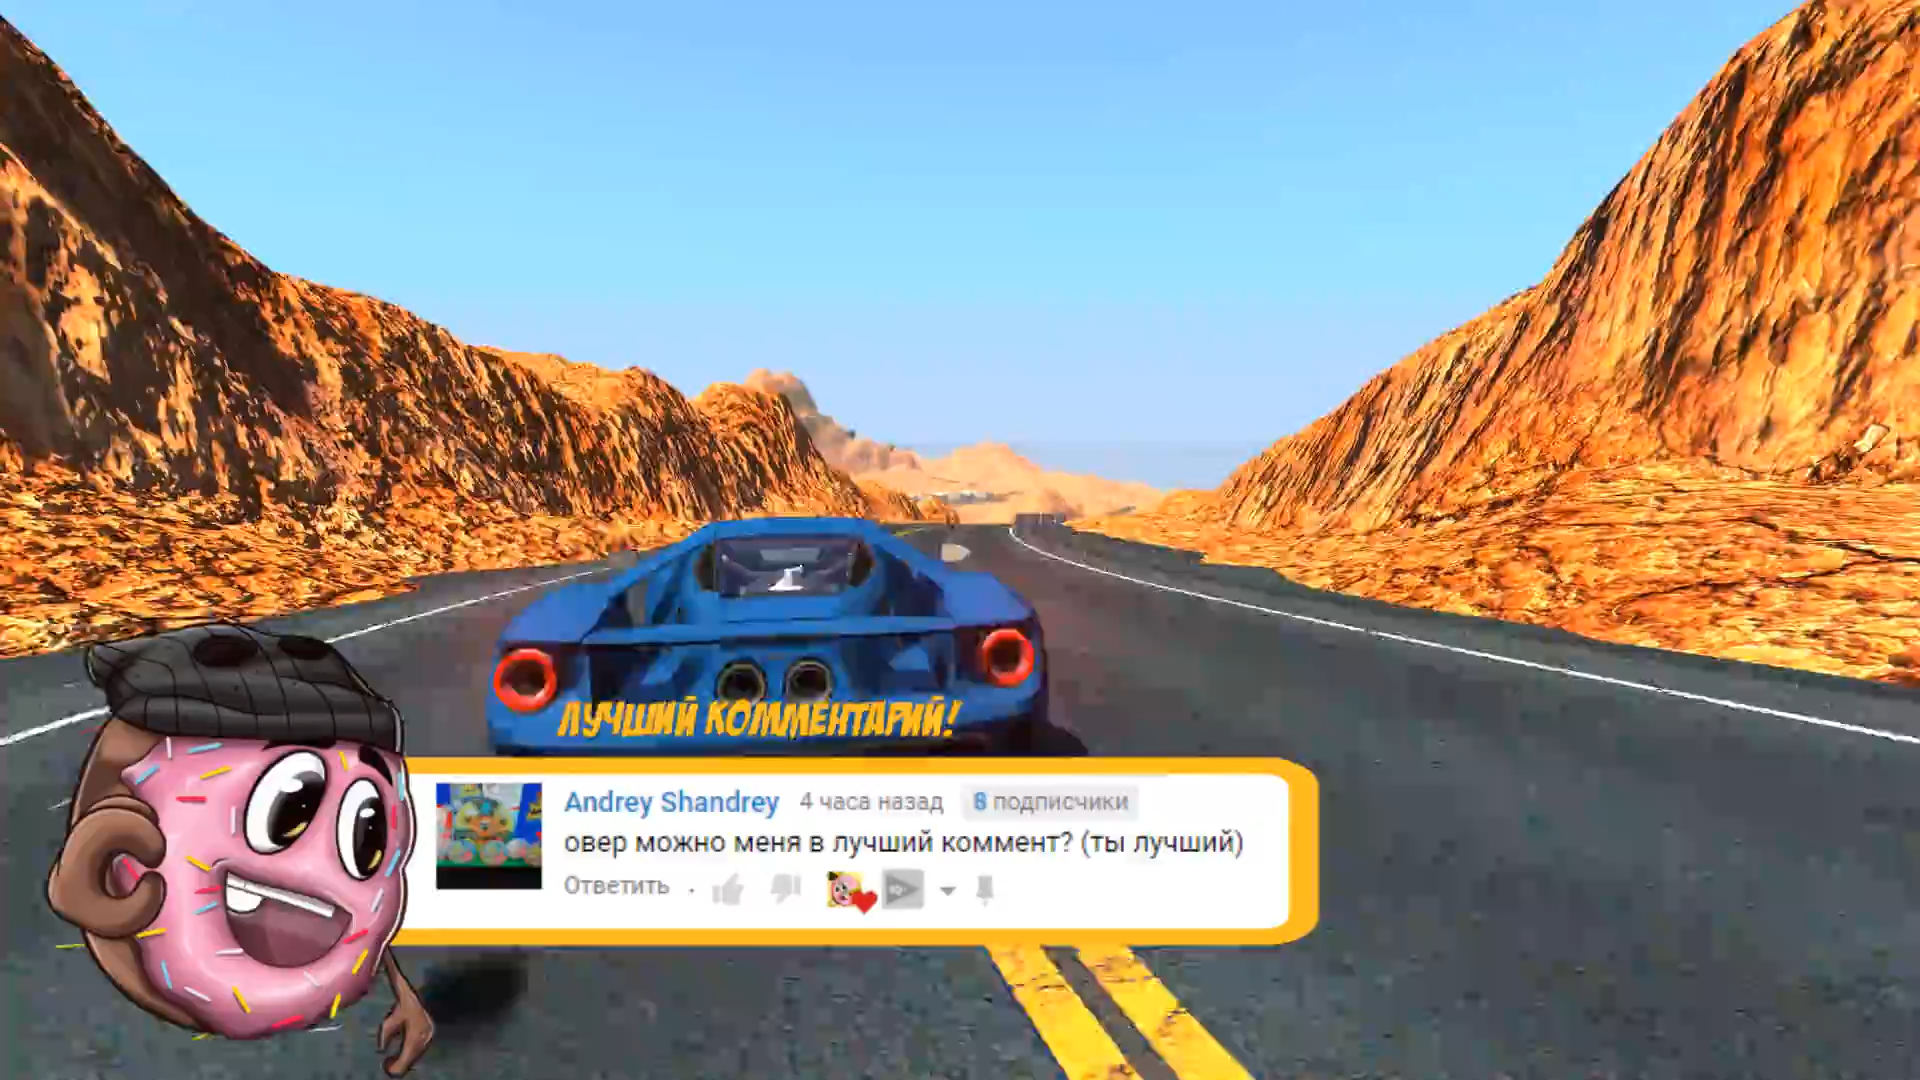 ЛУЧШИЙ КОММЕНТАРИЙ!
Andrey Shandrey 4 часа назад 8 подписчики
овер можно меня в лучший коммент? (ты лучший)
Ответить